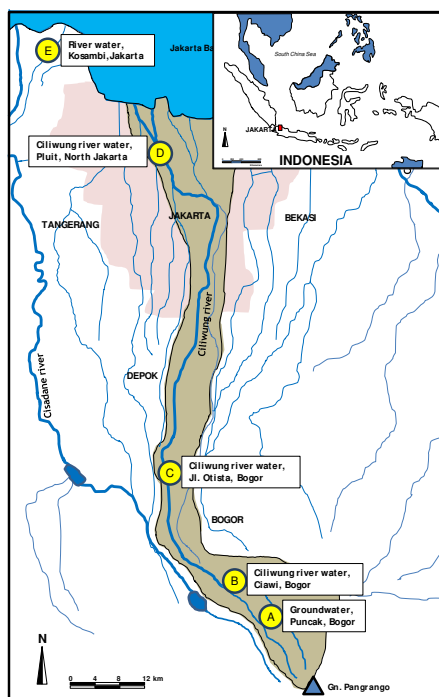 E
River water,
Kosambi,Jakarta
Jakarta Ba
South China Sea
N
JAKARTA
INDONESIA
Ciliwung river water,
Pluit, North Jakarta
D
TANGERANG
JAKARTA
BEKASI
Ciliwung river
Cisadane river
DEPOK
C
Ciliwung river water,
Jl. Otista, Bogor
BOGOR
B
Ciliwung river water,
Ciawi, Bogor
A
Groundwater,
Puncak, Bogor
N
0
4
8
12 km
Gn. Pangrango